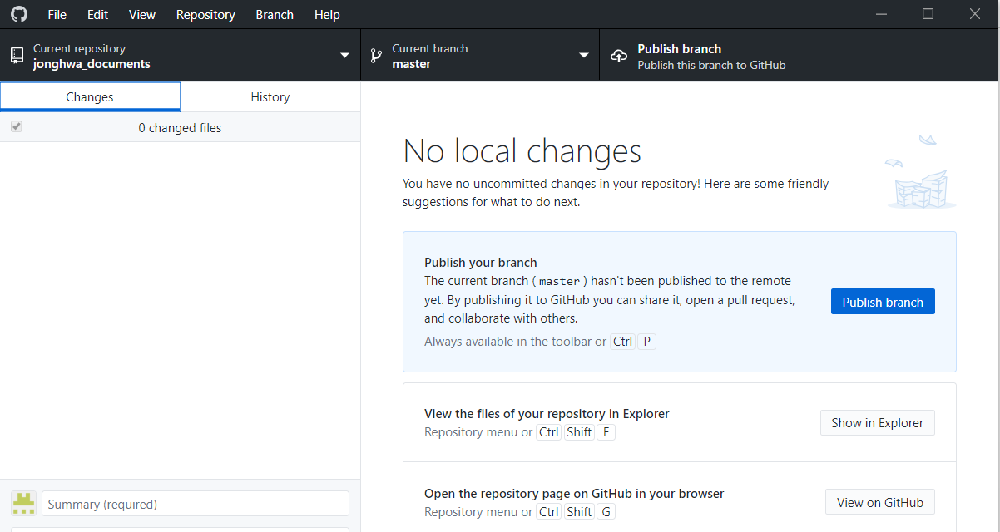 File Edit View Repository Branch Help
Current repository
jonghwa_documents
Current branch
master
Publish branch
Publish this branch to GitHub
Changes History
0 changed files
No local changes
You have no uncommitted changes in your repository! Here are some friendly
suggestions for what to do next.
Publish your branch
The current branch ( master ) hasn't been published to the remote
yet. By publishing it to GitHub you can share it, open a pull request,
and collaborate with others.
Always available in the toolbar or Ctrl P
Publish branch
View the files of your repository in Explorer
Repository menu or Ctrl Shift F
Show in Explorer
Open the repository page on GitHub in your browser
Repository menu or Ctrl Shift G
View on GitHub
Summary (required)